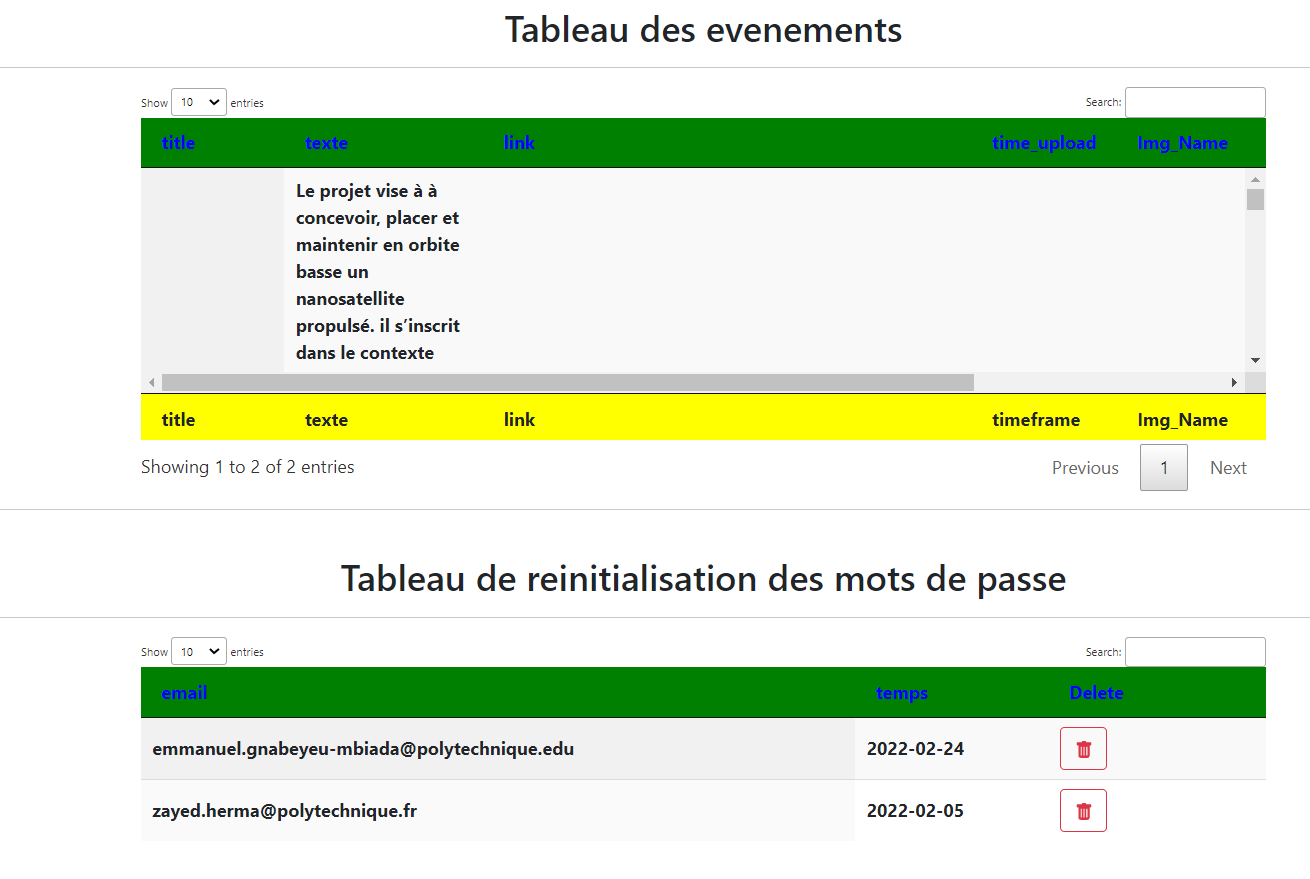 Tableau des evenements
Show 10 entries Search:
title texte link time_upload Img_Name
Le projet vise à à
concevoir, placer et
maintenir en orbite
basse un
nanosatellite
propulsé. il s’inscrit
dans le contexte
title texte link timeframe Img_Name
Showing 1 to 2 of 2 entries Previous 1 Next
Tableau de reinitialisation des mots de passe
Show 10 entries Search:
email temps Delete
emmanuel.gnabeyeu-mbiada@polytechnique.edu 2022-02-24
zayed.herma@polytechnique.fr 2022-02-05